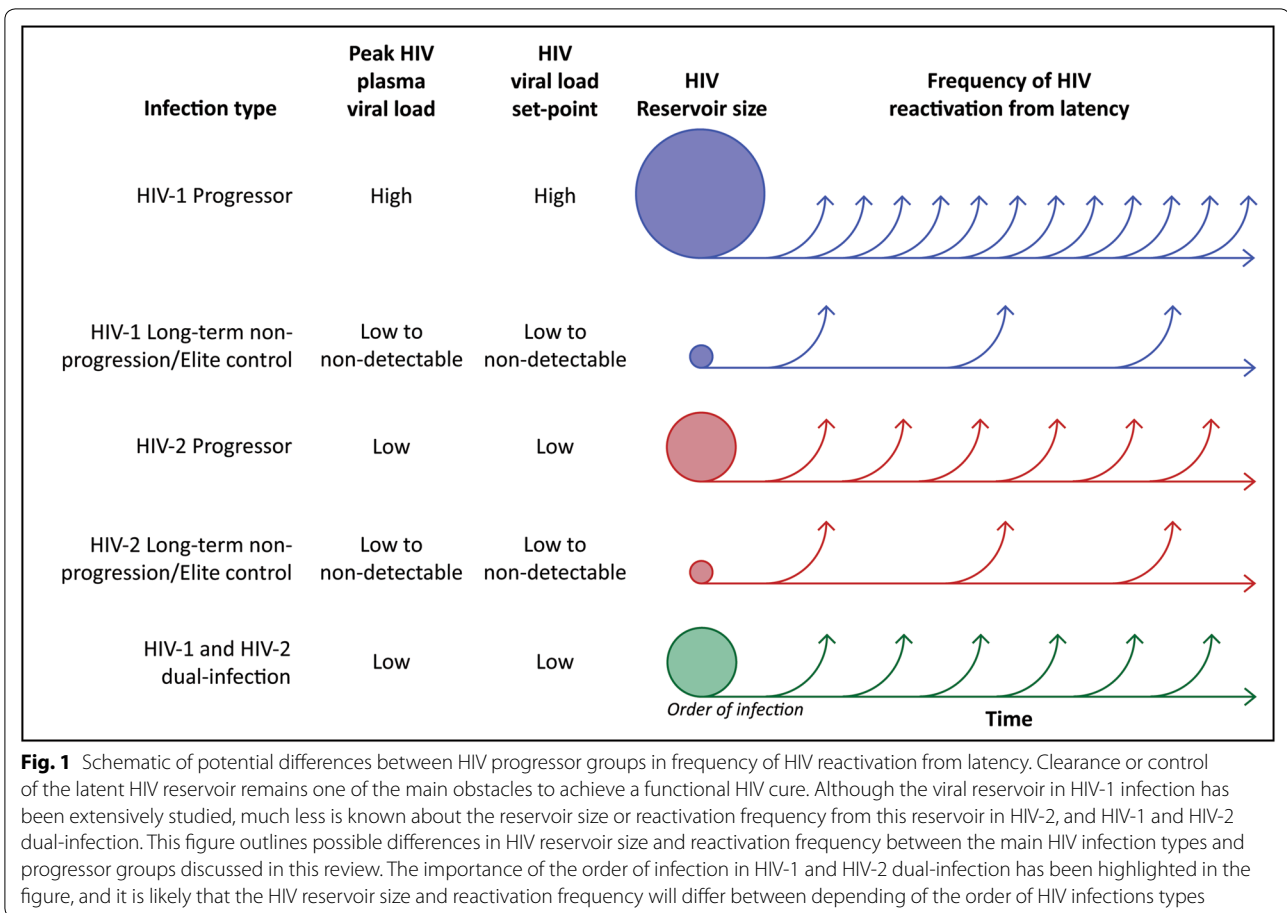 Infection type
Peak HIV
plasma
viral load
HIV
viral load
set-point
HIV
Reservoir size
Frequency of HIV
reactivation from latency
HIV-1 Progressor
High
High
HIV-1 Long-term non-
progression/Elite control
Low to
non-detectable
Low to
non-detectable
HIV-2 Progressor
Low
Low
HIV-2 Long-term non-
progression/Elite control
Low to
non-detectable
Low to
non-detectable
HIV-1 and HIV-2
dual-infection
Low
Low
Order of infection
Time
Fig. 1 Schematic of potential differences between HIV progressor groups in frequency of HIV reactivation from latency. Clearance or control
of the latent HIV reservoir remains one of the main obstacles to achieve a functional HIV cure. Although the viral reservoir in HIV-1 infection has
been extensively studied, much less is known about the reservoir size or reactivation frequency from this reservoir in HIV-2, and HIV-1 and HIV-2
dual-infection. This figure outlines possible differences in HIV reservoir size and reactivation frequency between the main HIV infection types and
progressor groups discussed in this review. The importance of the order of infection in HIV-1 and HIV-2 dual-infection has been highlighted in the
figure, and it is likely that the HIV reservoir size and reactivation frequency will differ between depending of the order of HIV infections types